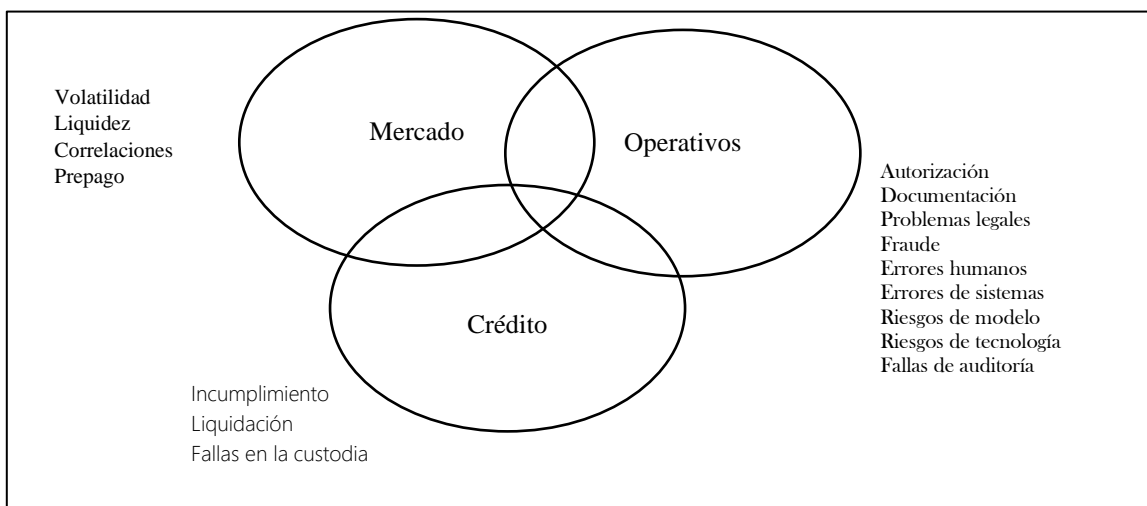 Volatilidad
Liquidez
Correlaciones
Prepago
Mercado
Operativos
Autorización
Documentación
Problemas legales
Fraude
Errores humanos
Errores de sistemas
Riesgos de modelo
Riesgos de tecnología
Fallas de auditoría
Crédito
Incumplimiento
Liquidación
Fallas en la custodia